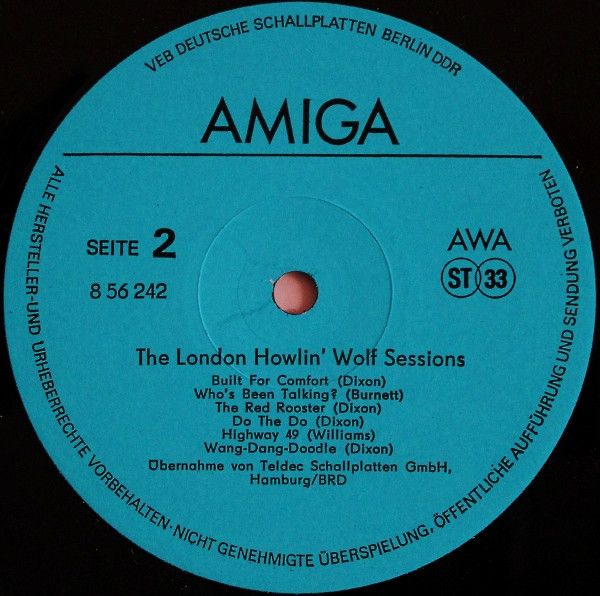 VEB DEUTSCHE SCHALLPLATTEN BERLIN DDR
AMIGA
SEITE 2
AWA
8 56 242
ST 33
The London Howlin' Wolf Sessions
Built For Comfort (Dixon)
Who's Been Talking? (Burnett)
The Red Rooster (Dixon)
Do The Do (Dixon)
Highway 49 (Williams)
Wang-Dang-Doodle (Dixon)
Übernahme von Teldec Schallplatten GmbH,
Hamburg/BRD
ALLE HERSTELLER-UND URHEBERRECHTE VORBEHALTEN·NICHT GENEHMIGTE ÜBERSPIELUNG, ÖFFENTLICHE AUFFÜHRUNG UND SENDUNG VERBOTEN